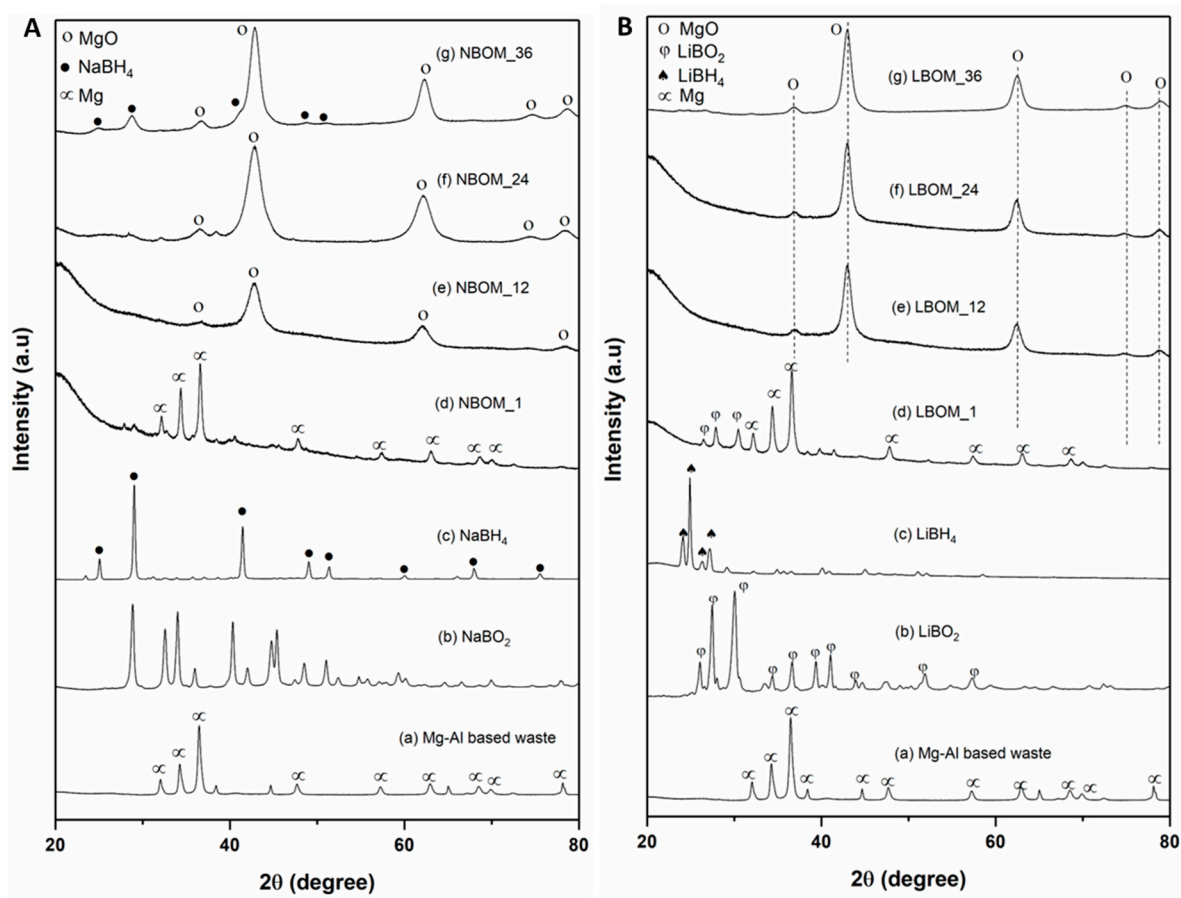 A
O MgO
● NaBH4
∝ Mg
(g) NBOM_36
(f) NBOM_24
(e) NBOM_12
(d) NBOM_1
(c) NaBH4
(b) NaBO2
(a) Mg-Al based waste
Intensity (a.u)
20 40 60 80
2θ (degree)
B
O MgO
φ LiBO2
♠ LiBH4
∝ Mg
(g) LBOM_36
(f) LBOM_24
(e) LBOM_12
(d) LBOM_1
(c) LiBH4
(b) LiBO2
(a) Mg-Al based waste
Intensity (a.u)
20 40 60 80
2θ (degree)